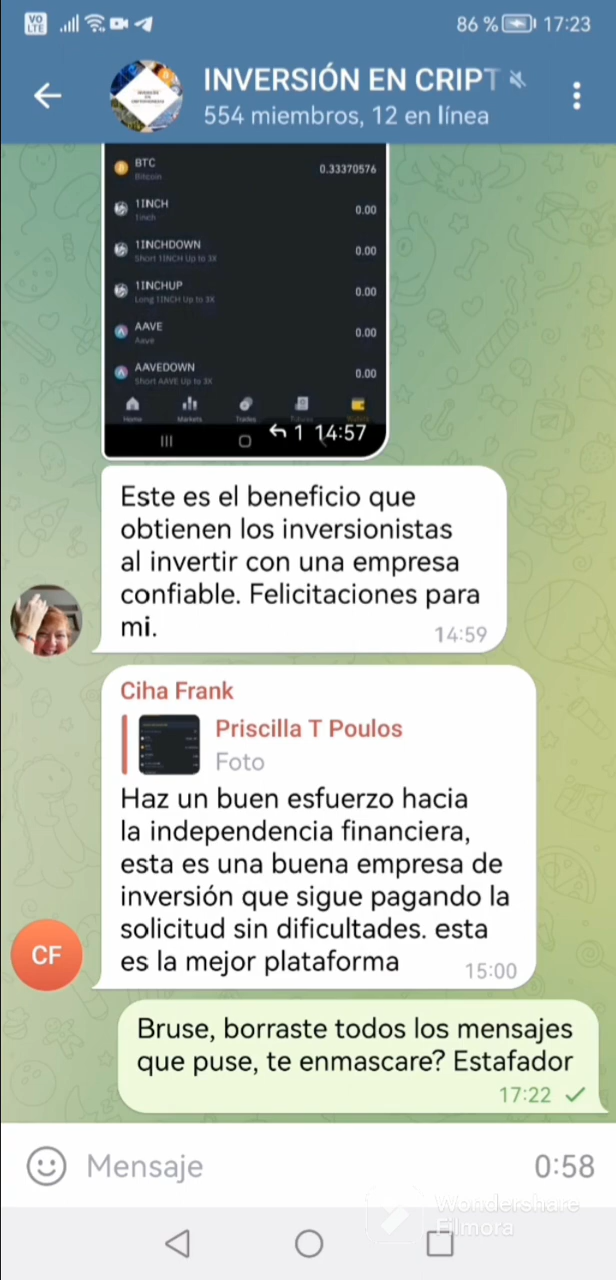 VO LTE 86 % 17:23
INVERSIÓN EN CRIPT
554 miembros, 12 en línea
BTC 0.33370576
Bitcoin
1INCH 0.00
1inch
1INCHDOWN 0.00
Short 1INCH Up to 3X
1INCHUP 0.00
Long 1INCH Up to 3X
AAVE 0.00
Aave
AAVEDOWN 0.00
Short AAVE Up to 3X
Home Markets Trades Futures Wallets
1 14:57
Este es el beneficio que
obtienen los inversionistas
al invertir con una empresa
confiable. Felicitaciones para
mi. 14:59
Ciha Frank
Priscilla T Poulos
Foto
Haz un buen esfuerzo hacia
la independencia financiera,
esta es una buena empresa de
inversión que sigue pagando la
solicitud sin dificultades. esta
es la mejor plataforma 15:00
CF
Bruse, borraste todos los mensajes
que puse, te enmascare? Estafador
17:22
Mensaje 0:58
Wondershare
Filmora